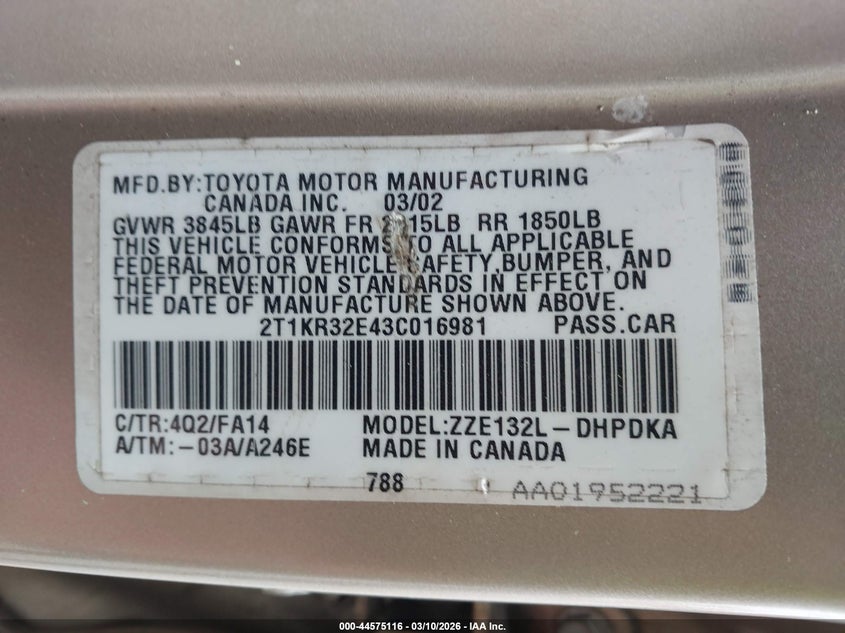 MFD.BY:TOYOTA MOTOR MANUFACTURING
CANADA INC. 03/02
GVWR 3845LB GAWR FR 15LB RR 1850LB
THIS VEHICLE CONFORMS TO ALL APPLICABLE
FEDERAL MOTOR VEHICLE SAFETY,BUMPER, AND
THEFT PREVENTION STANDARDS IN EFFECT ON
THE DATE OF MANUFACTURE SHOWN ABOVE.
2T1KR32E43C016981 PASS.CAR
C/TR:4Q2/FA14 MODEL:ZZE132L-DHPDKA
A/TM:-03A/A246E MADE IN CANADA
788
AA01952221
000-44575116 - 03/10/2026 - IAA Inc.